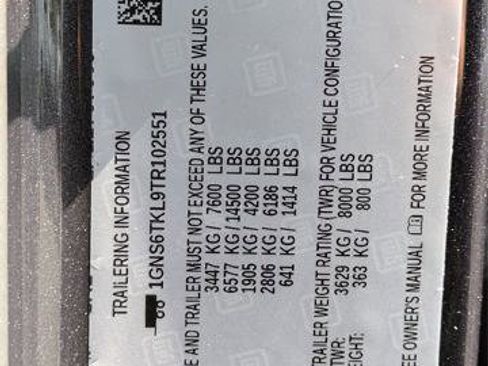 TRAILERING INFORMATION
1GNS6TKL9TR102551
E AND TRAILER MUST NOT EXCEED ANY OF THESE VALUES.
3447 KG/ 7600 LBS
6577 KG/14500 LBS
1905 KG/ 4200 LBS
2806 KG/ 6186 LBS
641 KG/ 1414 LBS
TRAILER WEIGHT RATING (TWR) FOR VEHICLE CONFIGURATIO
TWR: 3629 KG/ 8000 LBS
EIGHT: 363 KG/ 800 LBS
EE OWNER'S MANUAL FOR MORE INFORMATION